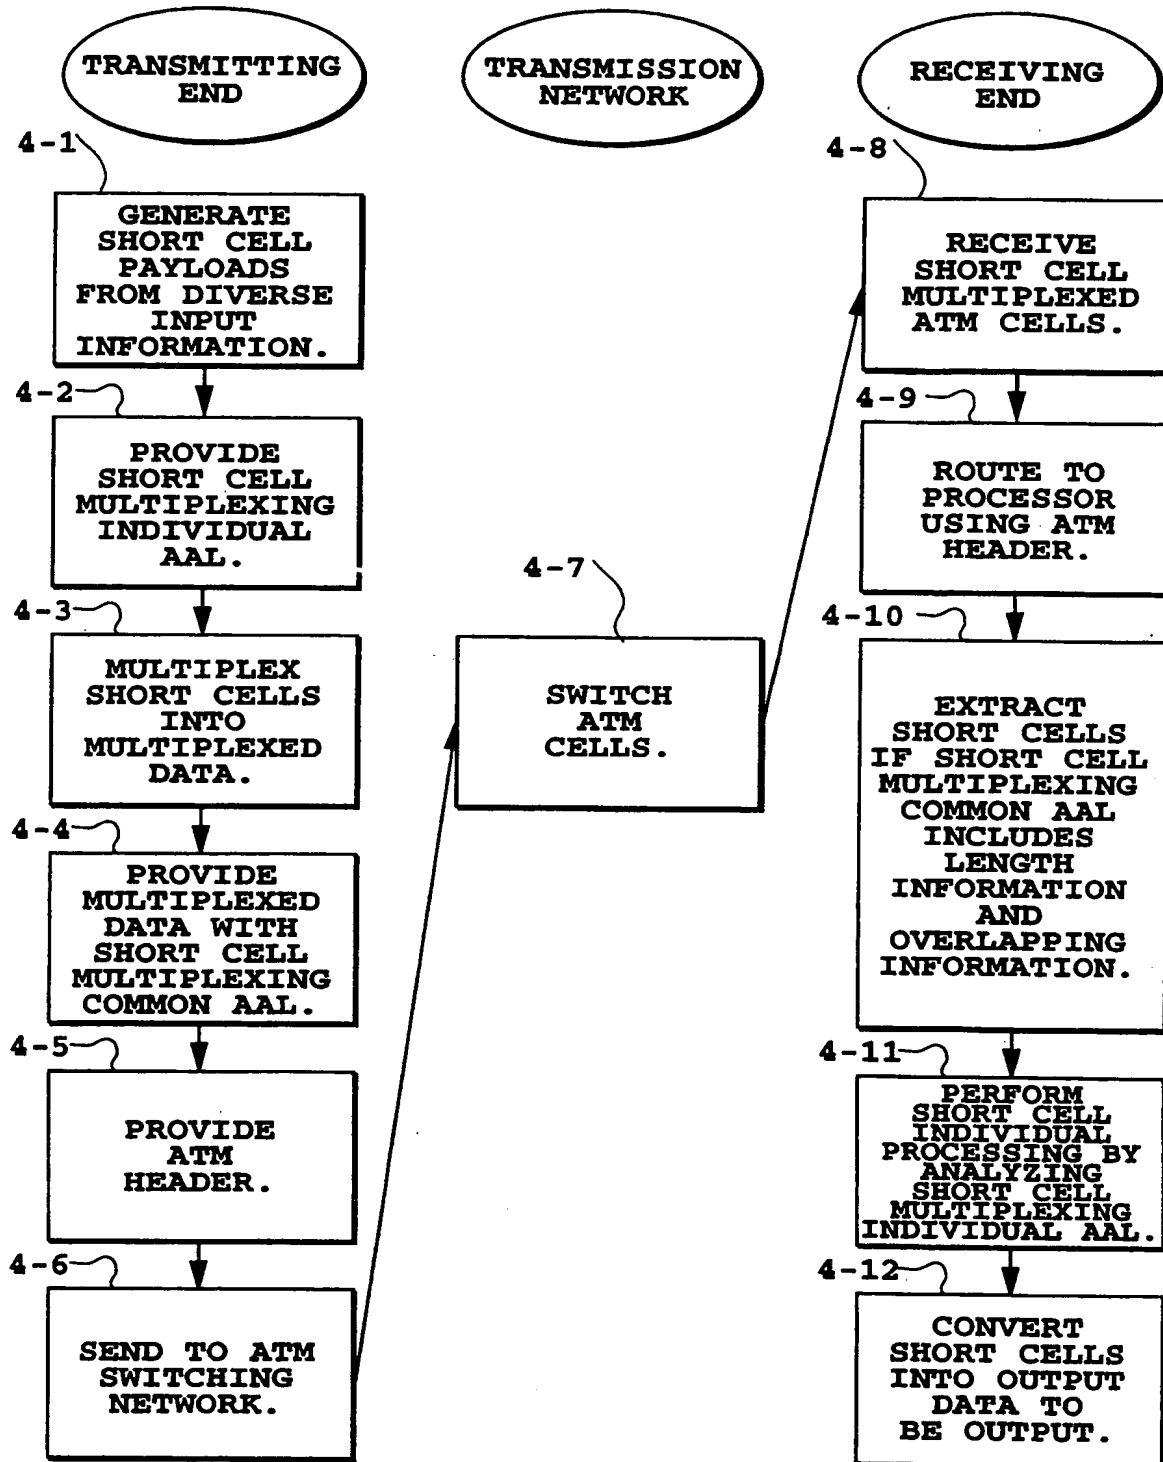 TRANSMITTING
END
4-1
GENERATE
SHORT CELL
PAYLOADS
FROM DIVERSE
INPUT
INFORMATION.
4-2
PROVIDE
SHORT CELL
MULTIPLEXING
INDIVIDUAL
AAL.
4-3
MULTIPLEX
SHORT CELLS
INTO
MULTIPLEXED
DATA.
4-4
PROVIDE
MULTIPLEXED
DATA WITH
SHORT CELL
MULTIPLEXING
COMMON AAL.
4-5
PROVIDE
ATM
HEADER.
4-6
SEND TO ATM
SWITCHING
NETWORK.
TRANSMISSION
NETWORK
4-7
SWITCH
ATM
CELLS.
RECEIVING
END
4-8
RECEIVE
SHORT CELL
MULTIPLEXED
ATM CELLS.
4-9
ROUTE TO
PROCESSOR
USING ATM
HEADER.
4-10
EXTRACT
SHORT CELLS
IF SHORT CELL
MULTIPLEXING
COMMON AAL
INCLUDES
LENGTH
INFORMATION
AND
OVERLAPPING
INFORMATION.
4-11
PERFORM
SHORT CELL
INDIVIDUAL
PROCESSING BY
ANALYZING
SHORT CELL
MULTIPLEXING
INDIVIDUAL AAL.
4-12
CONVERT
SHORT CELLS
INTO OUTPUT
DATA TO
BE OUTPUT.